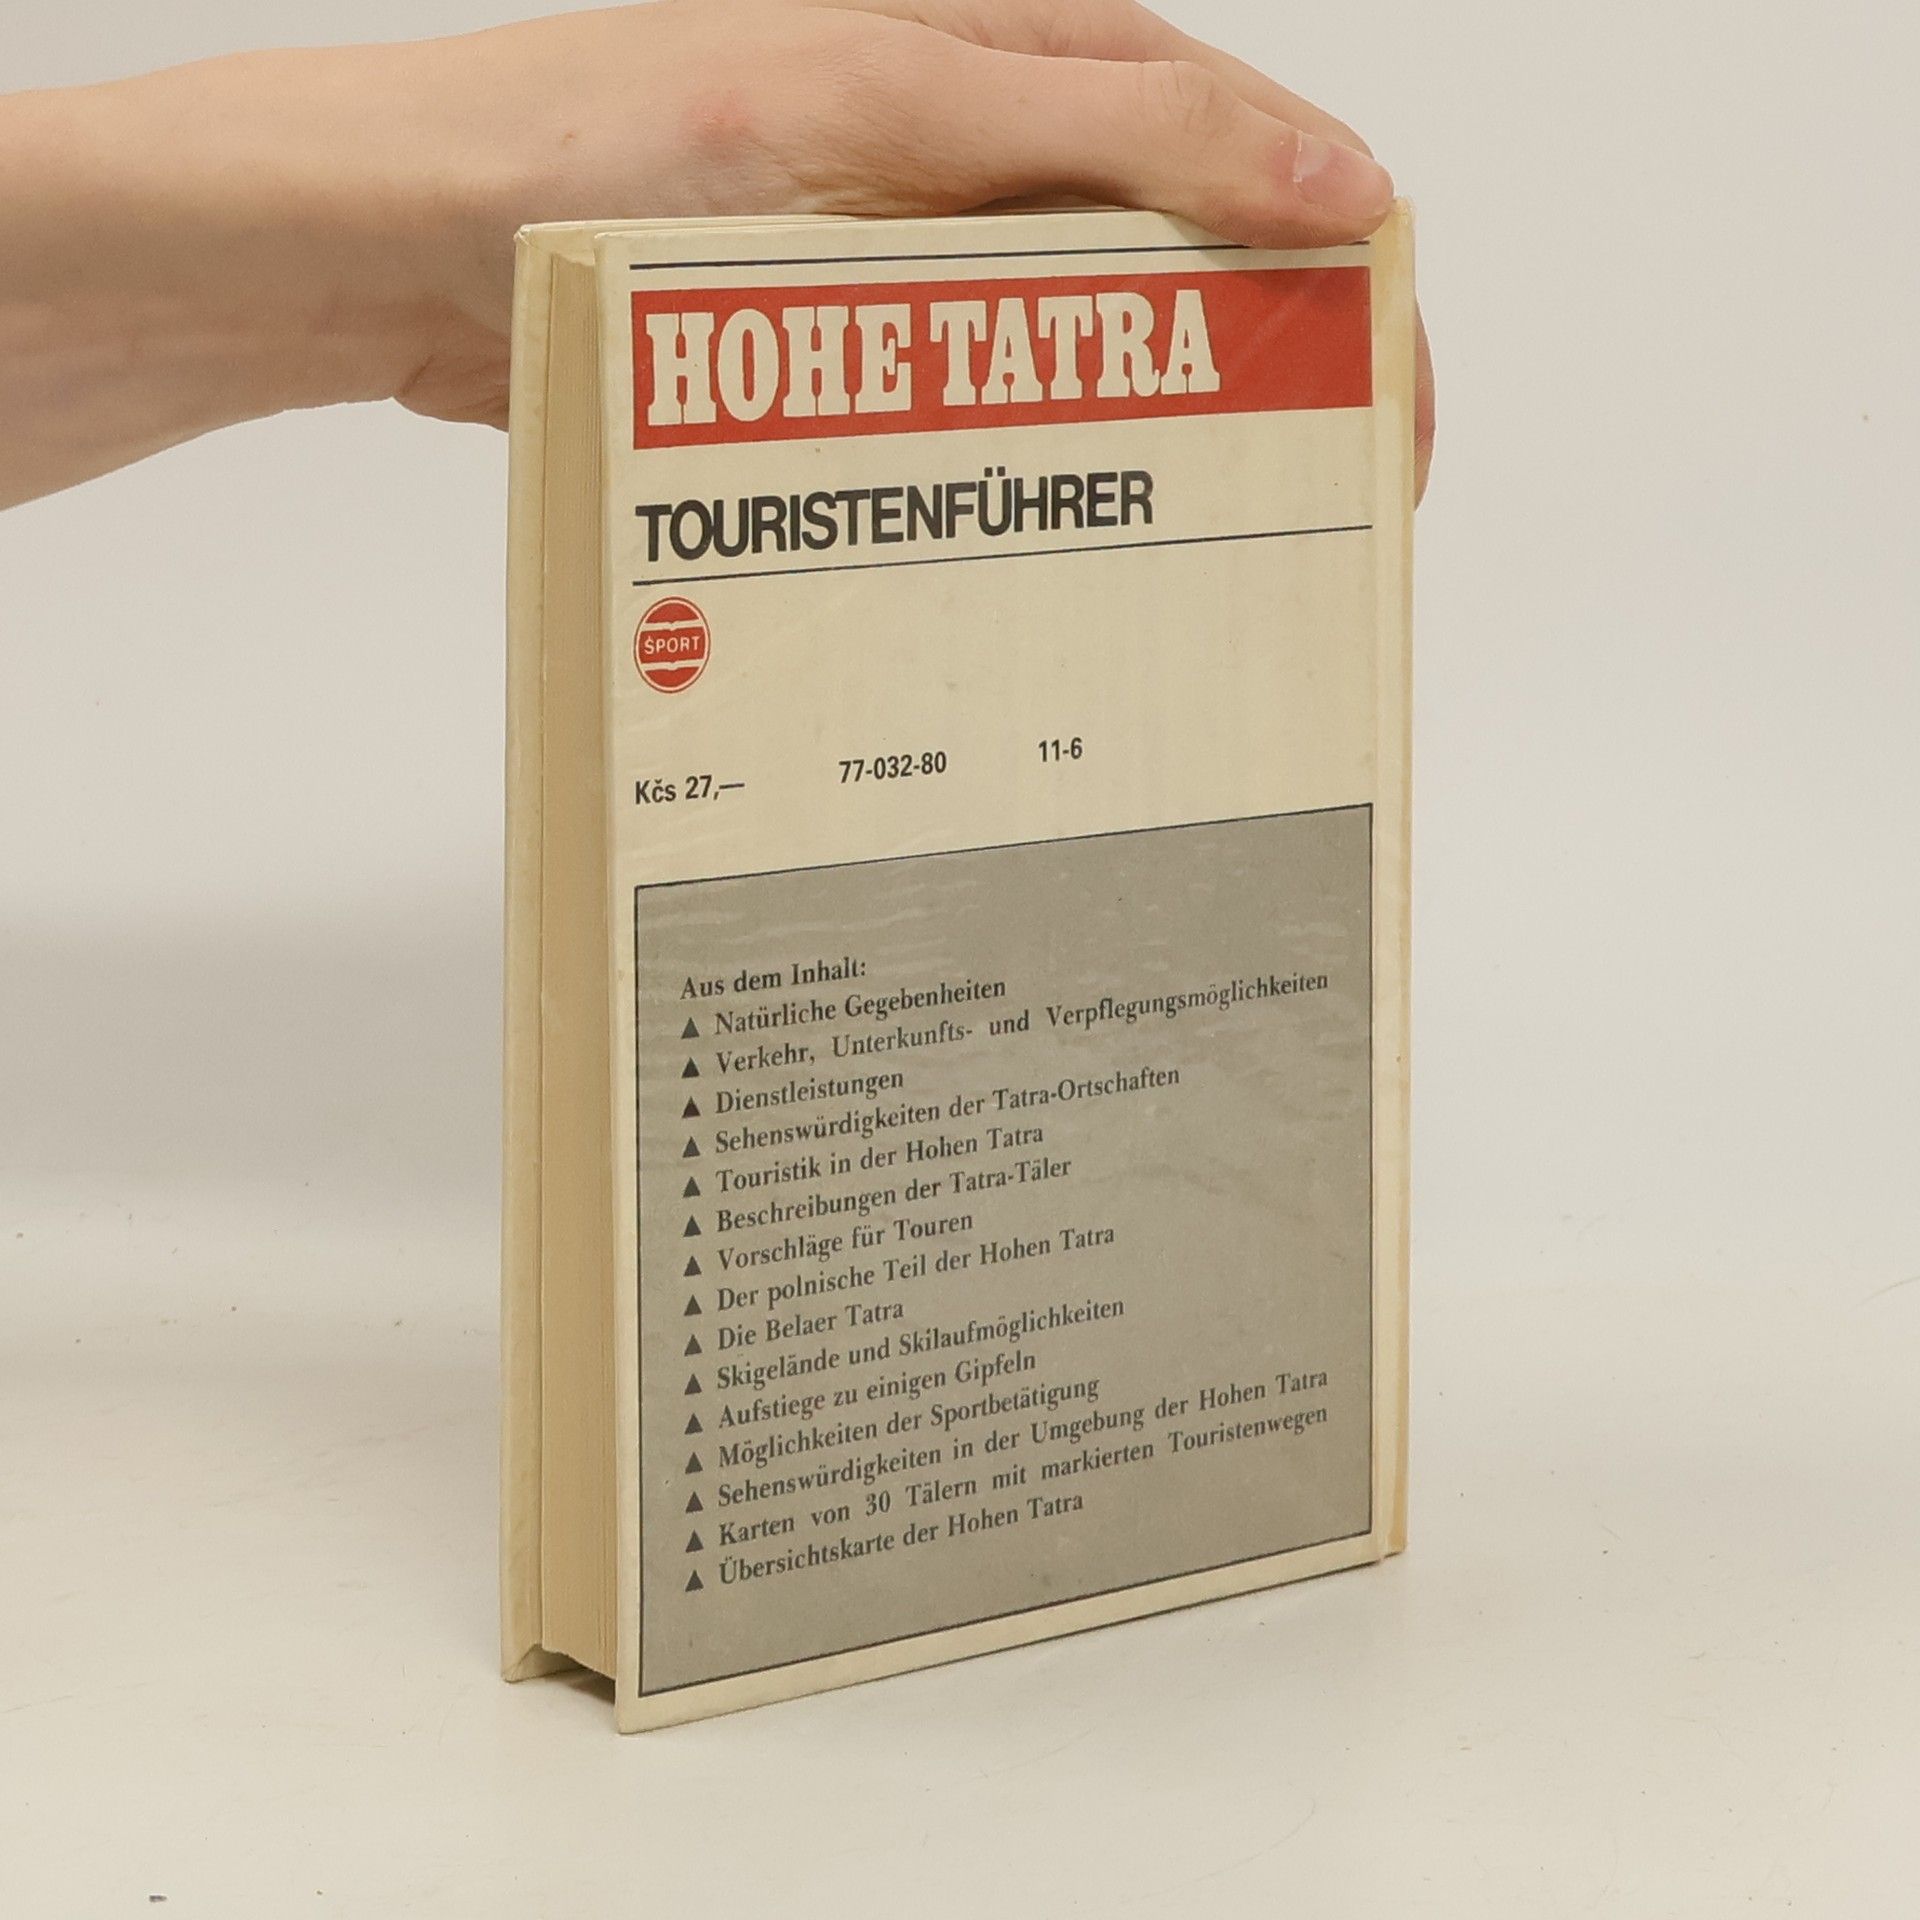 HOHE TATRA
TOURISTENFÜHRER
ŠPORT
Kčs 27,— 77-032-80 11-6
Aus dem Inhalt:
▲ Natürliche Gegebenheiten
▲ Verkehr, Unterkunfts- und Verpflegungsmöglichkeiten
▲ Dienstleistungen
▲ Sehenswürdigkeiten der Tatra-Ortschaften
▲ Touristik in der Hohen Tatra
▲ Beschreibungen der Tatra-Täler
▲ Vorschläge für Touren
▲ Der polnische Teil der Hohen Tatra
▲ Die Belaer Tatra
▲ Skigelände und Skilaufmöglichkeiten
▲ Aufstiege zu einigen Gipfeln
▲ Möglichkeiten der Sportbetätigung
▲ Sehenswürdigkeiten in der Umgebung der Hohen Tatra
▲ Karten von 30 Tälern mit markierten Touristenwegen
▲ Übersichtskarte der Hohen Tatra